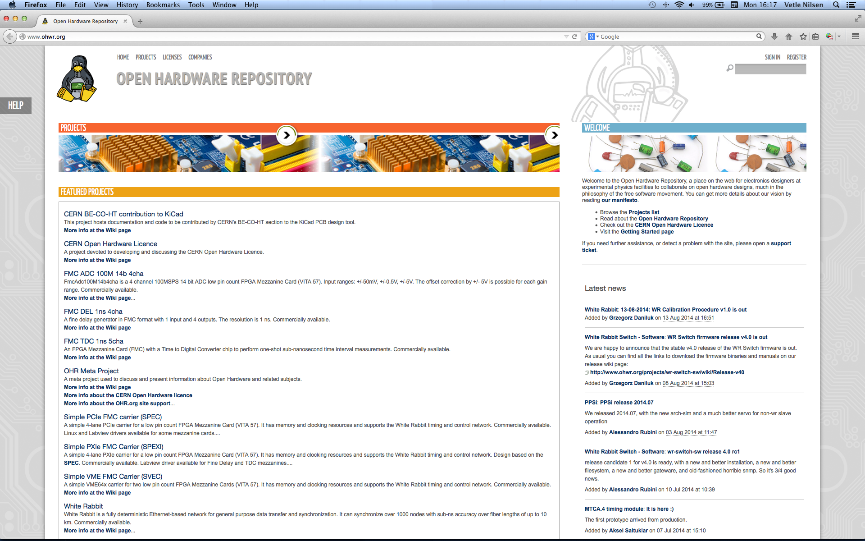 FireFox File Edit View History Bookmarks Tools Window Help
39% Mon 16:17 Vetle Nilsen
Open Hardware Repository
www.ohwr.org
Google
HOME PROJECTS LICENSES COMPANIES
SIGN IN REGISTER
OPEN HARDWARE REPOSITORY
HELP
PROJECTS
FEATURED PROJECTS
CERN BE-CO-HT contribution to KiCad
This project hosts documentation and code to be contributed by CERN's BE-CO-HT section to the KiCad PCB design tool.
More info at the Wiki page
CERN Open Hardware Licence
A project devoted to developing and discussing the CERN Open Hardware Licence.
More info at the Wiki page
FMC ADC 100M 14b 4cha
FmcAdc100M14b4cha is a 4 channel 100MSPS 14 bit ADC low pin count FPGA Mezzanine Card (VITA 57). Input ranges: +/-50mV, +/-0.5V, +/-5V. The offset correction by +/- 5V is possible for each gain
range. Commercially available.
More info at the Wiki page...
FMC DEL 1ns 4cha
A fine delay generator in FMC format with 1 input and 4 outputs. The resolution is 1 ns. Commercially available.
More info at the Wiki page
FMC TDC 1ns 5cha
An FPGA Mezzanine Card (FMC) with a Time to Digital Converter chip to perform one-shot sub-nanosecond time interval measurements. Commercially available.
More info at the Wiki page
OHR Meta Project
A meta project used to discuss and present information about Open Hardware and related subjects.
More info at the Wiki page
More info about the CERN Open Hardware licence
More info about the OHR.org site support...
Simple PCIe FMC carrier (SPEC)
A simple 4-lane PCIe carrier for a low pin count FPGA Mezzanine Card (VITA 57). It has memory and clocking resources and supports the White Rabbit timing and control network. Commercially available.
Linux and Labview drivers available for some mezzanine cards....
Simple PXIe FMC Carrier (SPEXI)
A simple 4-lane PXIe carrier for a low pin count FPGA Mezzanine Card (VITA 57). It has memory and clocking resources and supports the White Rabbit timing and control network. Design based on the
SPEC. Commercially available. Labview driver available for Fine Delay and TDC mezzanines....
Simple VME FMC Carrier (SVEC)
A simple VME64x carrier for two low pin count FPGA Mezzanine Cards (VITA 57). It has memory and clocking resources and supports the White Rabbit timing and control network. Commercially available.
More info at the Wiki page
White Rabbit
White Rabbit is a fully deterministic Ethernet-based network for general purpose data transfer and synchronization. It can synchronize over 1000 nodes with sub-ns accuracy over fiber lengths of up to 10
km. Commercially available.
More info at the Wiki page...
WELCOME
Welcome to the Open Hardware Repository, a place on the web for electronics designers at
experimental physics facilities to collaborate on open hardware designs, much in the
philosophy of the free software movement. You can get more details about our vision by
reading our manifesto.
Browse the Projects list
Read about the Open Hardware Repository
Check out the CERN Open Hardware Licence
Visit the Getting Started page
If you need further assistance, or detect a problem with the site, please open a support
ticket.
Latest news
White Rabbit: 13-08-2014: WR Calibration Procedure v1.0 is out
Added by Grzegorz Daniluk on 13 Aug 2014 at 16:51
White Rabbit Switch - Software: WR Switch firmware release v4.0 is out
We are happy to announce that the stable v4.0 release of the WR Switch firmware is out.
As usual you can find all the links to download the firmware binaries and manuals on our
release wiki page:
http://www.ohwr.org/projects/wr-switch-sw/wiki/Release-v40
Added by Grzegorz Daniluk on 06 Aug 2014 at 15:03
PPSi: PPSi release 2014.07
We released 2014.07, with the new arch-sim and a much better servo for non-wr slave
operation
Added by Alessandro Rubini on 03 Aug 2014 at 11:47
White Rabbit Switch - Software: wr-switch-sw release 4.0 rc1
release candidate 1 for v4.0 is ready, with a new and better installation, a new and better
filesystem, a new and better gateware, and old-fashioned horrible snmp. So it's 3/4 good
news.
Added by Alessandro Rubini on 10 Jul 2014 at 10:39
MTCA.4 timing module: It is here :)
The first prototype arrived from production.
Added by Aksel Saltuklar on 07 Jul 2014 at 15:10